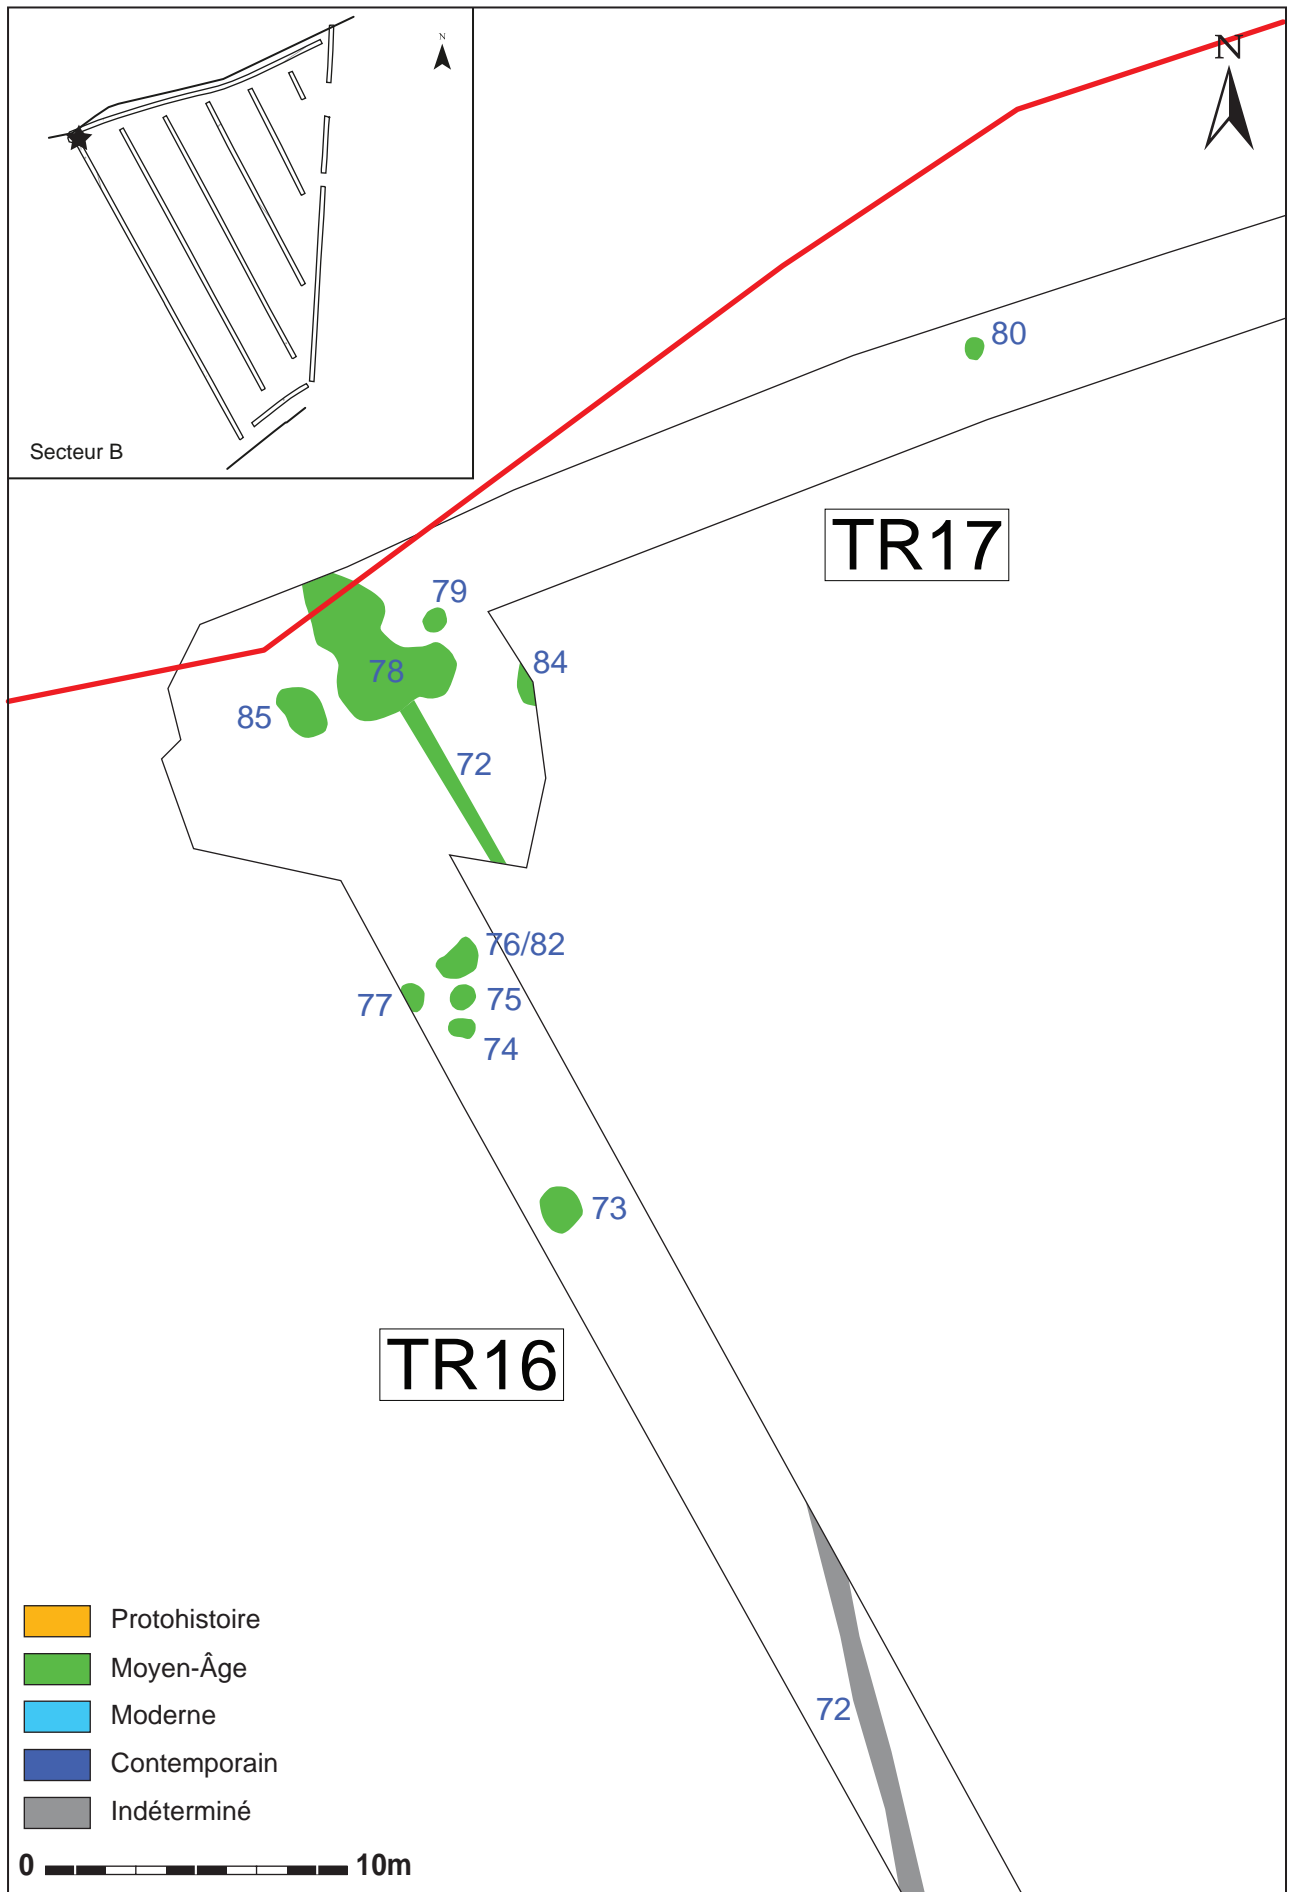 N
Secteur B
N
80
TR17
79
78
84
85
72
76/82
77
75
74
73
TR16
72
Protohistoire
Moyen-Âge
Moderne
Contemporain
Indéterminé
0 10m